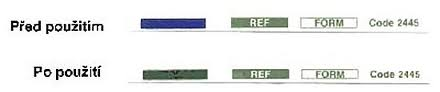 Před použitím REF FORM Code 2445
Po použití REF FORM Code 2445